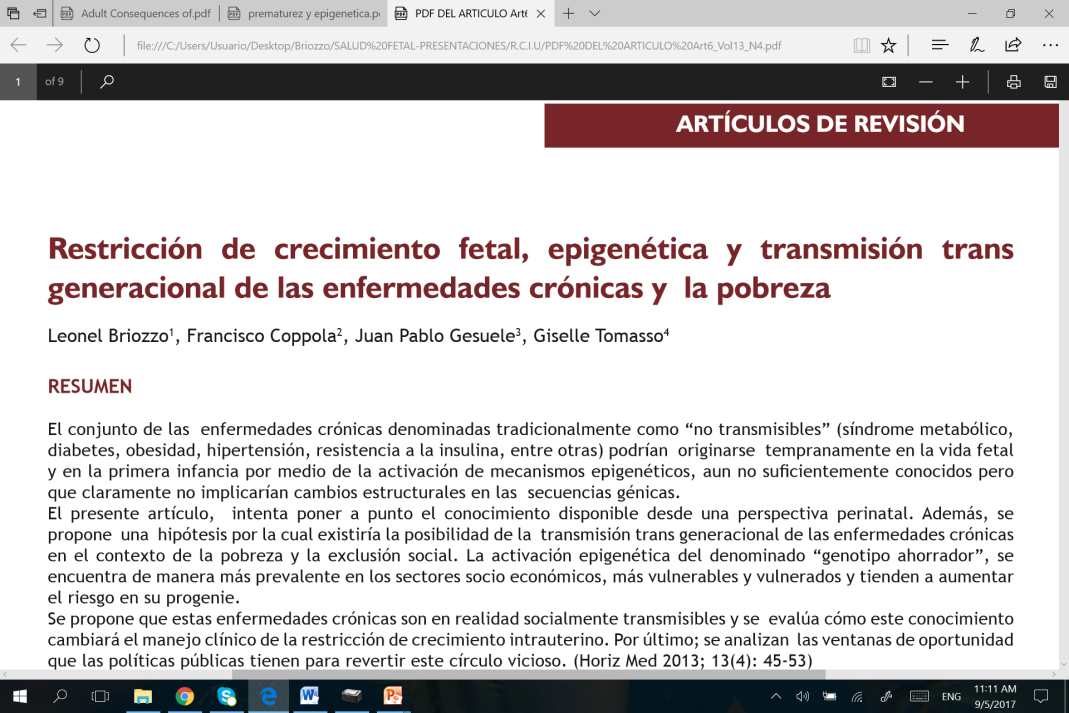 Adult Consequences of.pdf
prematurez y epigenetica.p
PDF DEL ARTICULO Art6
file:///C:/Users/Usuario/Desktop/Briozzo/SALUD%20FETAL-PRESENTACIONES/R.C.I.U/PDF%20DEL%20ARTICULO%20Art6_Vol13_N4.pdf
1 of 9
ARTÍCULOS DE REVISIÓN
Restricción de crecimiento fetal, epigenética y transmisión trans
generacional de las enfermedades crónicas y la pobreza
Leonel Briozzo1, Francisco Coppola2, Juan Pablo Gesuele3, Giselle Tomasso4
RESUMEN
El conjunto de las enfermedades crónicas denominadas tradicionalmente como “no transmisibles” (síndrome metabólico,
diabetes, obesidad, hipertensión, resistencia a la insulina, entre otras) podrían originarse tempranamente en la vida fetal
y en la primera infancia por medio de la activación de mecanismos epigenéticos, aun no suficientemente conocidos pero
que claramente no implicarían cambios estructurales en las secuencias génicas.
El presente artículo, intenta poner a punto el conocimiento disponible desde una perspectiva perinatal. Además, se
propone una hipótesis por la cual existiría la posibilidad de la transmisión trans generacional de las enfermedades crónicas
en el contexto de la pobreza y la exclusión social. La activación epigenética del denominado “genotipo ahorrador”, se
encuentra de manera más prevalente en los sectores socio económicos, más vulnerables y vulnerados y tienden a aumentar
el riesgo en su progenie.
Se propone que estas enfermedades crónicas son en realidad socialmente transmisibles y se evalúa cómo este conocimiento
cambiará el manejo clínico de la restricción de crecimiento intrauterino. Por último; se analizan las ventanas de oportunidad
que las políticas públicas tienen para revertir este círculo vicioso. (Horiz Med 2013; 13(4): 45-53)
ENG
11:11 AM
9/5/2017